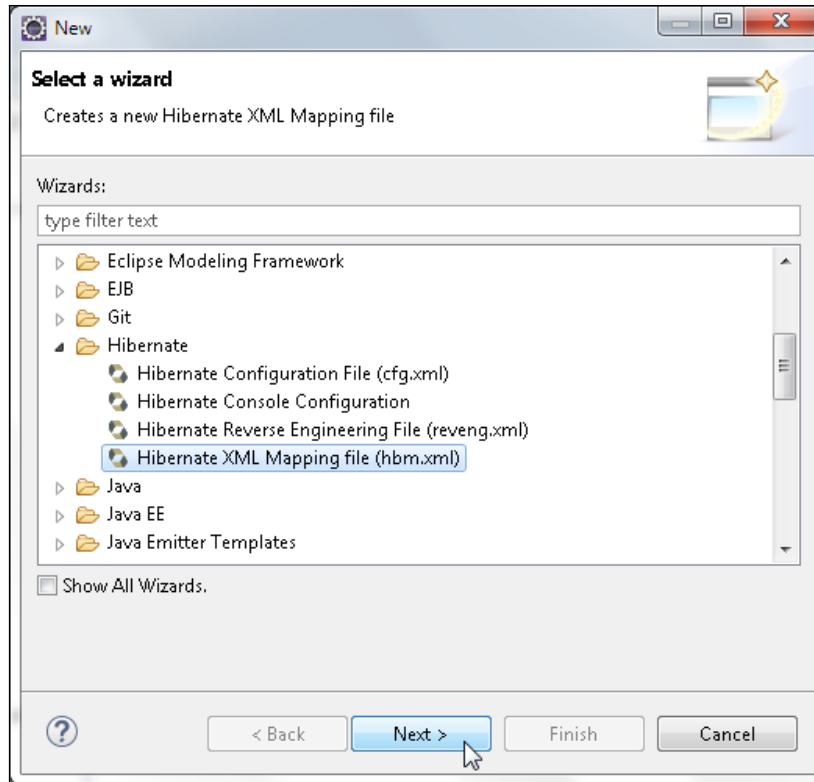 New
Select a wizard
Creates a new Hibernate XML Mapping file
Wizards:
type filter text
Eclipse Modeling Framework
EJB
Git
Hibernate
Hibernate Configuration File (cfg.xml)
Hibernate Console Configuration
Hibernate Reverse Engineering File (reveng.xml)
Hibernate XML Mapping file (hbm.xml)
Java
Java EE
Java Emitter Templates
Show All Wizards.
? < Back Next > Finish Cancel